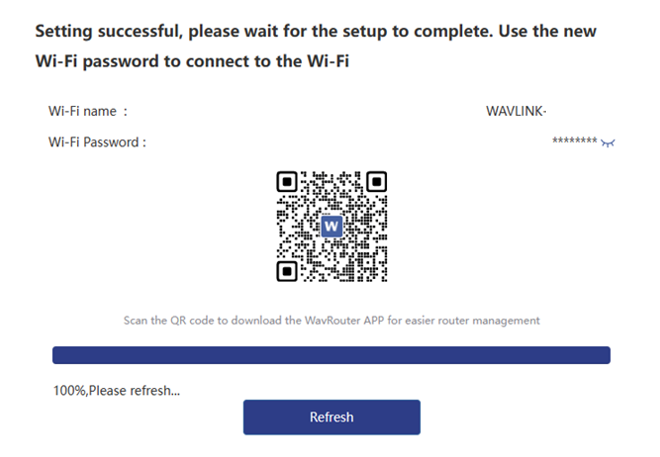 Setting successful, please wait for the setup to complete. Use the new
Wi-Fi password to connect to the Wi-Fi
Wi-Fi name : WAVLINK-
Wi-Fi Password : ********
W
Scan the QR code to download the WavRouter APP for easier router management
100%,Please refresh...
Refresh